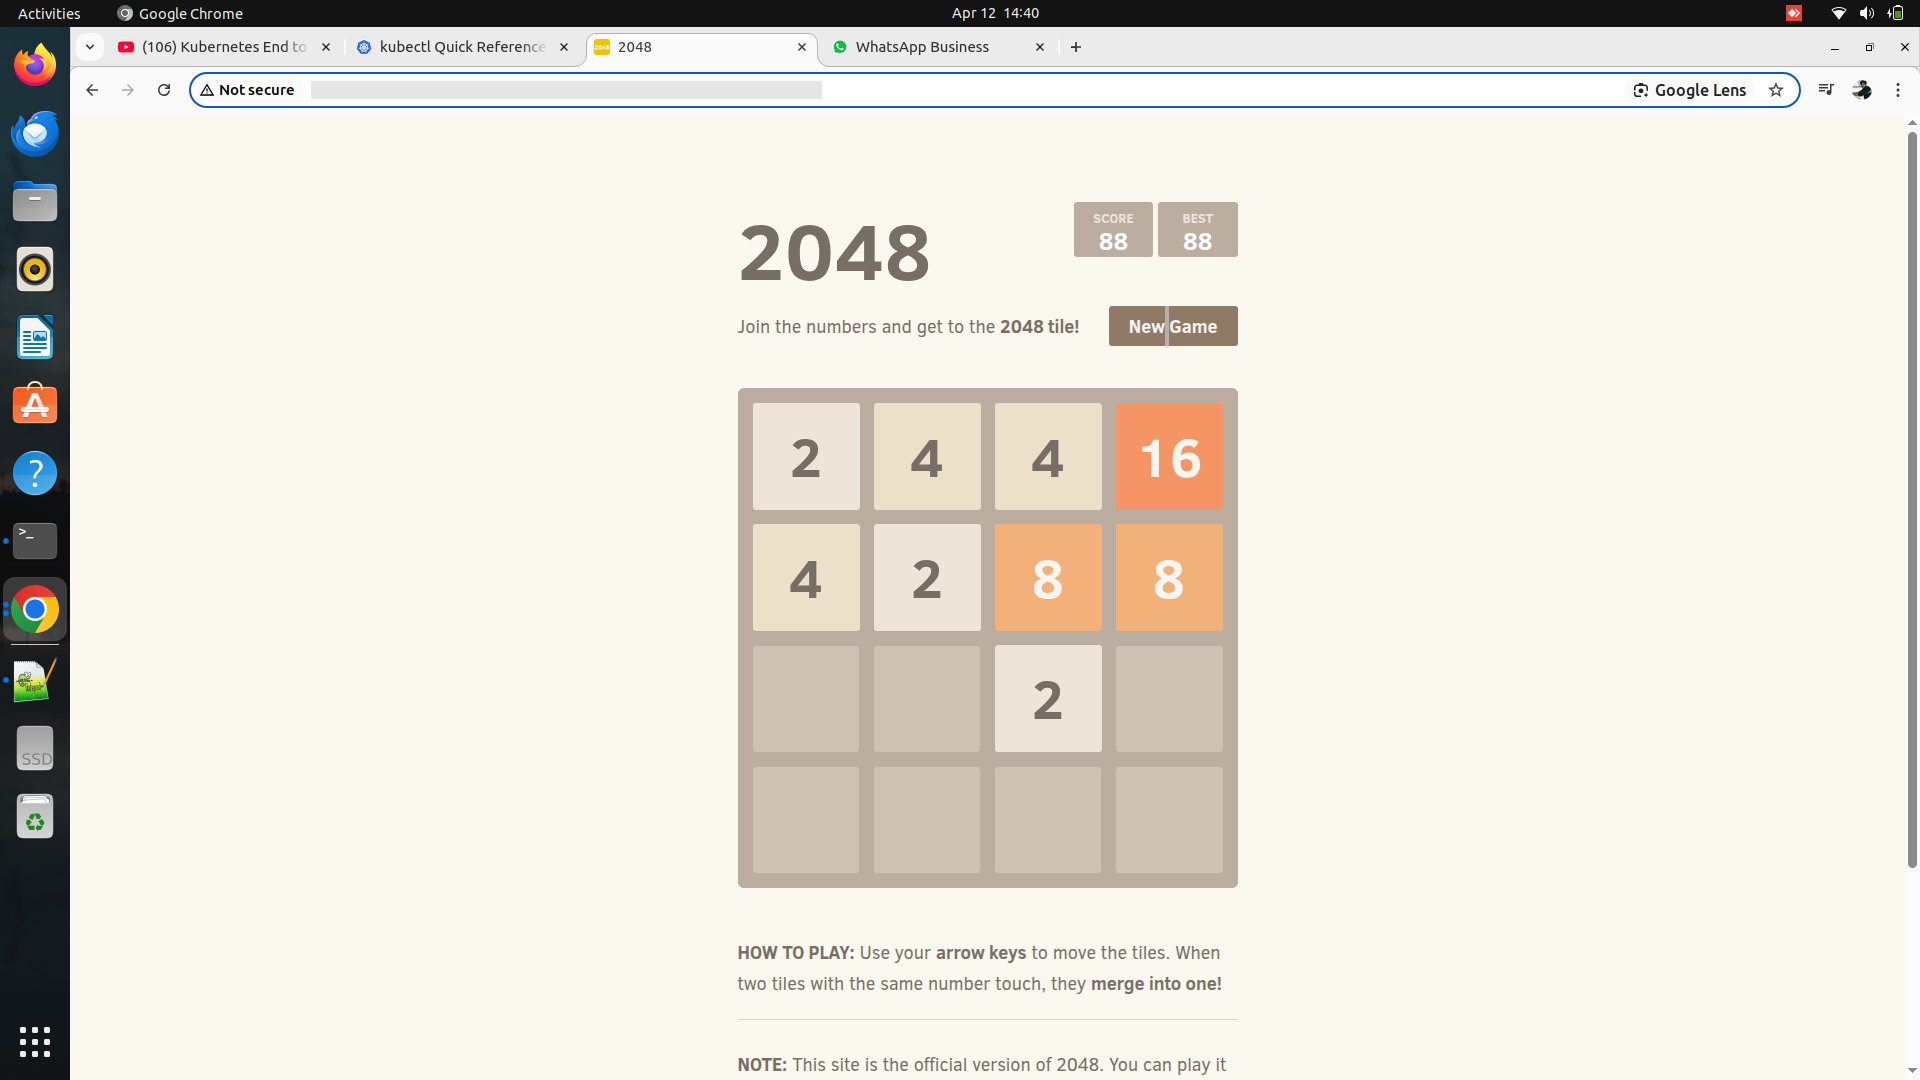 Activities
Google Chrome
Apr 12 14:40
(106) Kubernetes End to
kubectl Quick Reference
2048
2048
WhatsApp Business
Not secure
Google Lens
2048
SCORE
88
BEST
88
Join the numbers and get to the 2048 tile!
New Game
2 4 4 16
4 2 8 8
2
HOW TO PLAY: Use your arrow keys to move the tiles. When
two tiles with the same number touch, they merge into one!
NOTE: This site is the official version of 2048. You can play it
>_
?
SSD